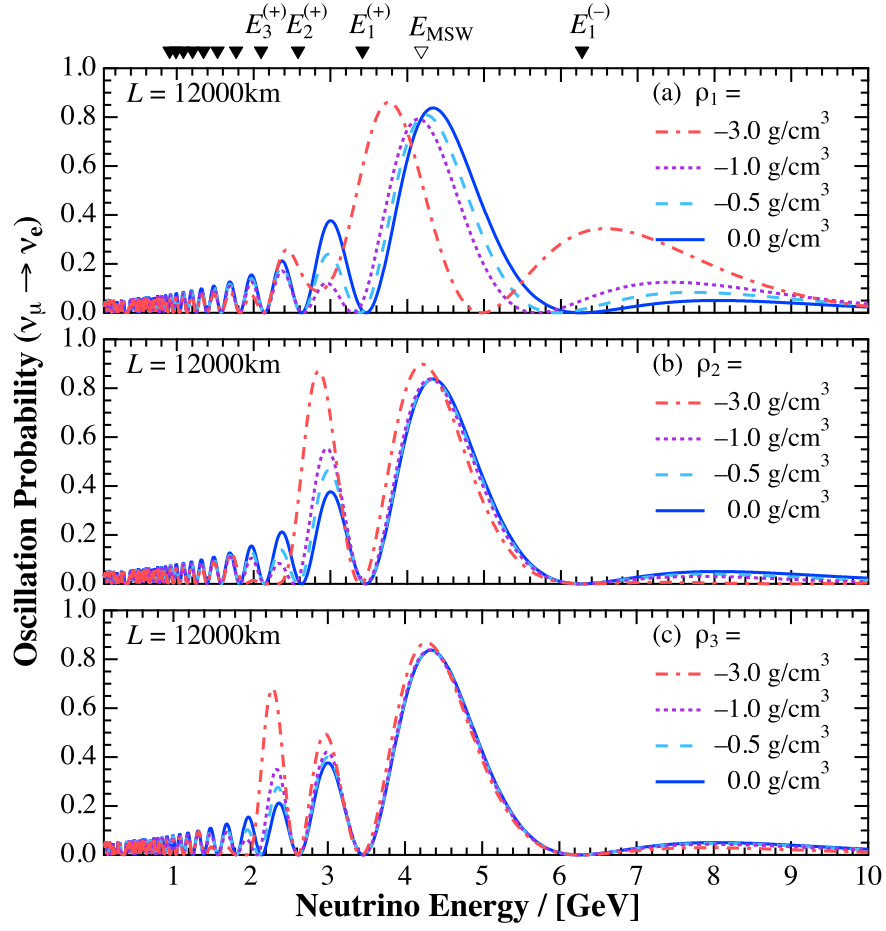 E₃⁽⁺⁾ E₂⁽⁺⁾ E₁⁽⁺⁾ E_MSW E₁⁽⁻⁾
Oscillation Probability (ν_μ → ν_e)
1.0
0.8
0.6
0.4
0.2
0.0
L = 12000km
(a) ρ₁ =
–3.0 g/cm³
–1.0 g/cm³
–0.5 g/cm³
0.0 g/cm³
1.0
0.8
0.6
0.4
0.2
0.0
L = 12000km
(b) ρ₂ =
–3.0 g/cm³
–1.0 g/cm³
–0.5 g/cm³
0.0 g/cm³
1.0
0.8
0.6
0.4
0.2
0.0
L = 12000km
(c) ρ₃ =
–3.0 g/cm³
–1.0 g/cm³
–0.5 g/cm³
0.0 g/cm³
1 2 3 4 5 6 7 8 9 10
Neutrino Energy / [GeV]